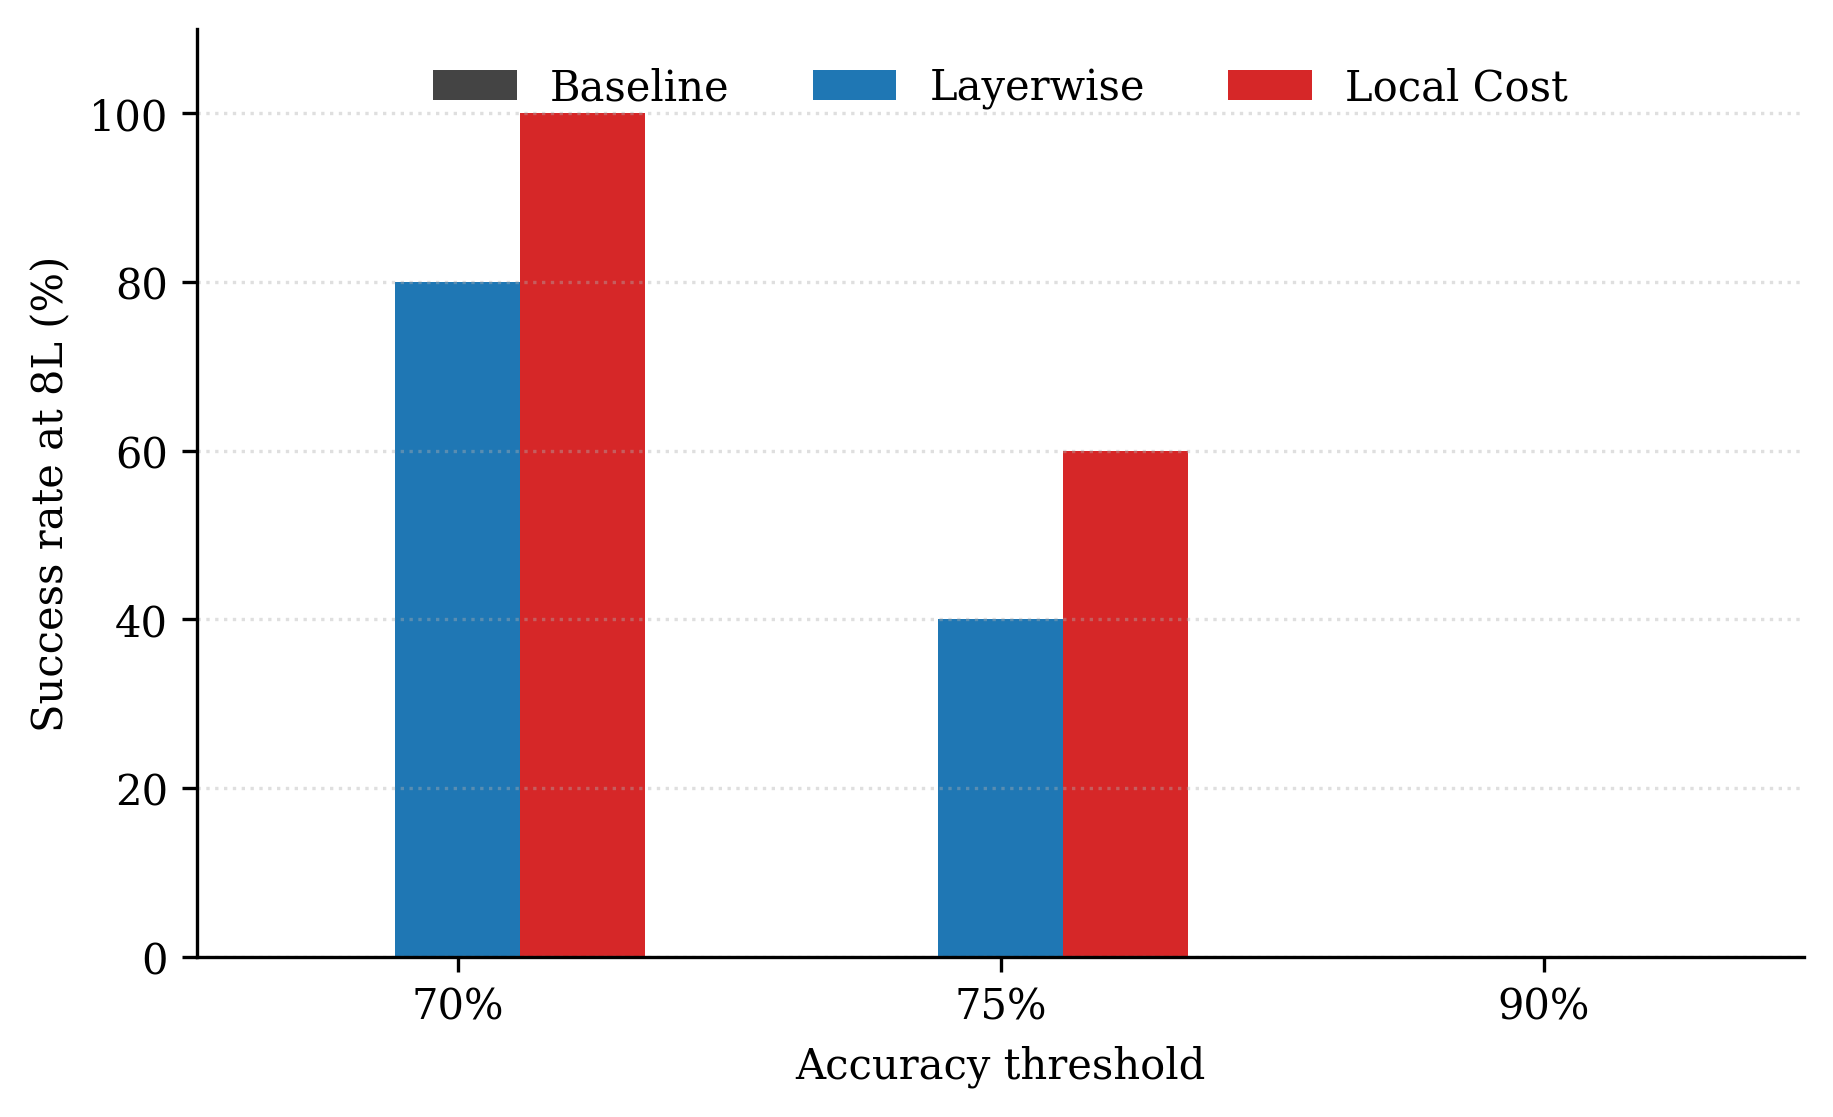 Baseline Layerwise Local Cost
100
80
60
40
20
0
Success rate at 8L (%)
70% 75% 90%
Accuracy threshold